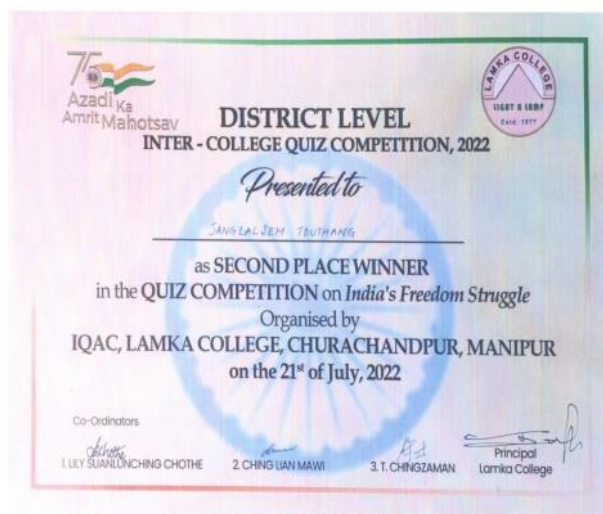 75
Azadi Ka
Amrit Mahotsav
LAMKA COLLEGE
LIGHT A LAMP
Estd. 1977
DISTRICT LEVEL
INTER - COLLEGE QUIZ COMPETITION, 2022
Presented to
JANGLALSEM TOUTHANG
as SECOND PLACE WINNER
in the QUIZ COMPETITION on India's Freedom Struggle
Organised by
IQAC, LAMKA COLLEGE, CHURACHANDPUR, MANIPUR
on the 21st of July, 2022
Co-Ordinators
1. LILY SUANLUNCHING CHOTHE
2. CHING LIAN MAWI
3. T. CHINGZAMAN
Principal
Lamka College